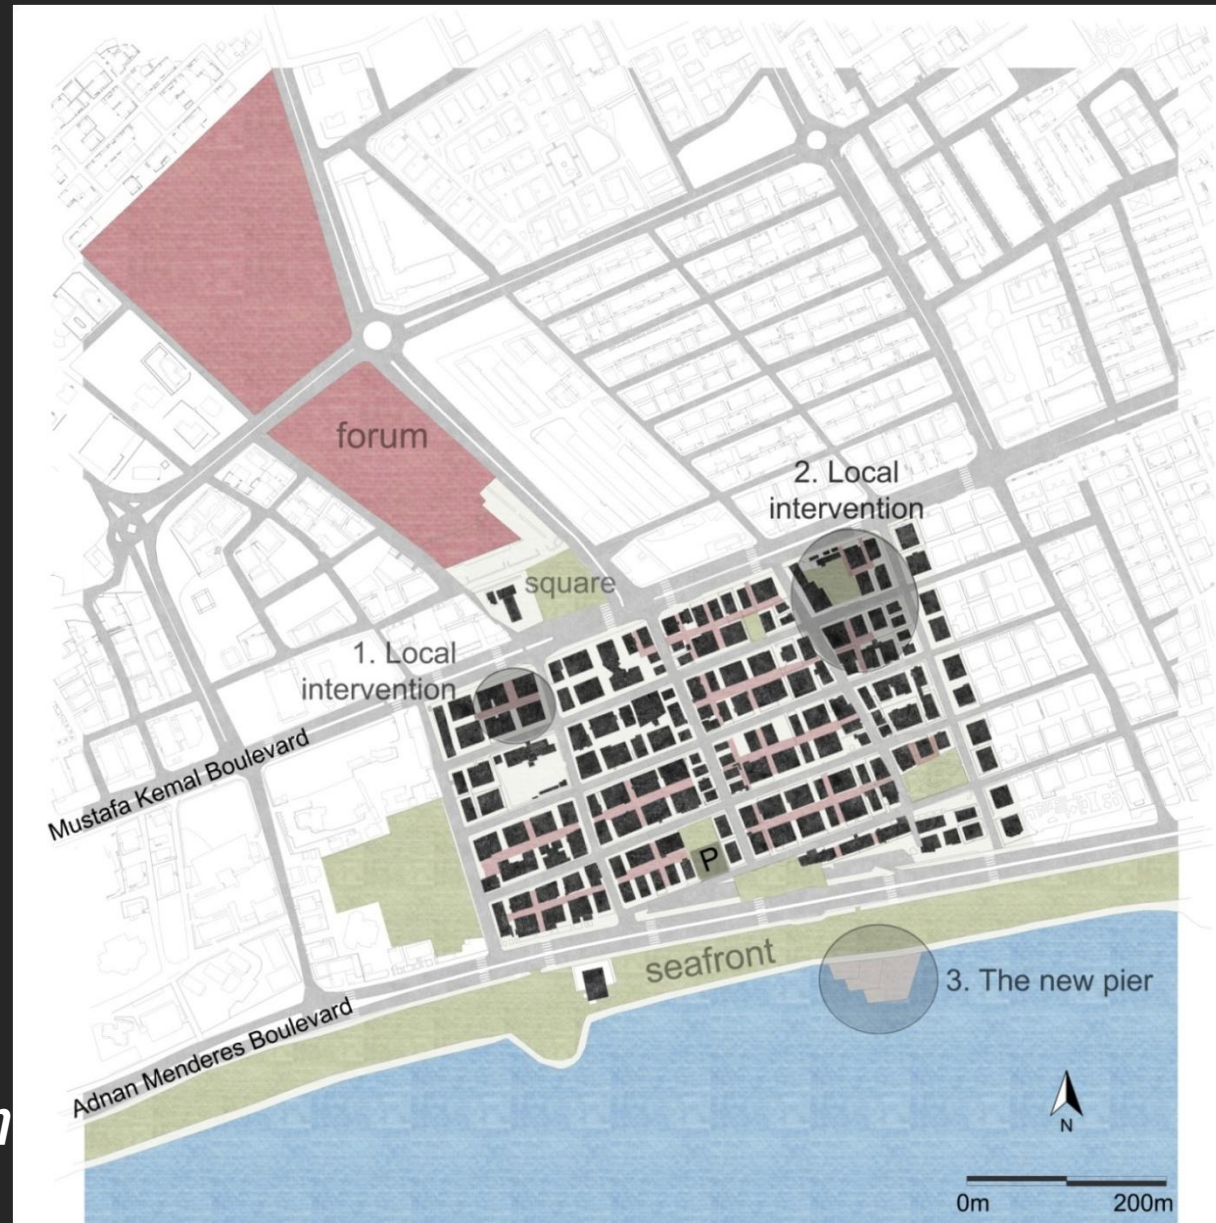 forum
2. Local
intervention
square
1. Local
intervention
Mustafa Kemal Boulevard
P
seafront
3. The new pier
Adnan Menderes Boulevard
N
0m
200m